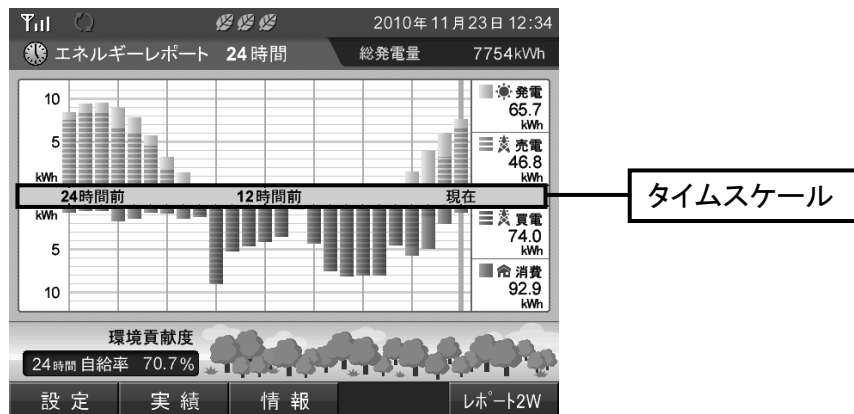 2010年11月23日 12:34
エネルギーレポート 24時間 総発電量 7754kWh
10
5
kWh
発電
65.7
kWh
売電
46.8
kWh
24時間前 12時間前 現在
タイムスケール
kWh
5
10
買電
74.0
kWh
消費
92.9
kWh
環境貢献度
24時間 自給率 70.7%
設定 実績 情報 レポート2W